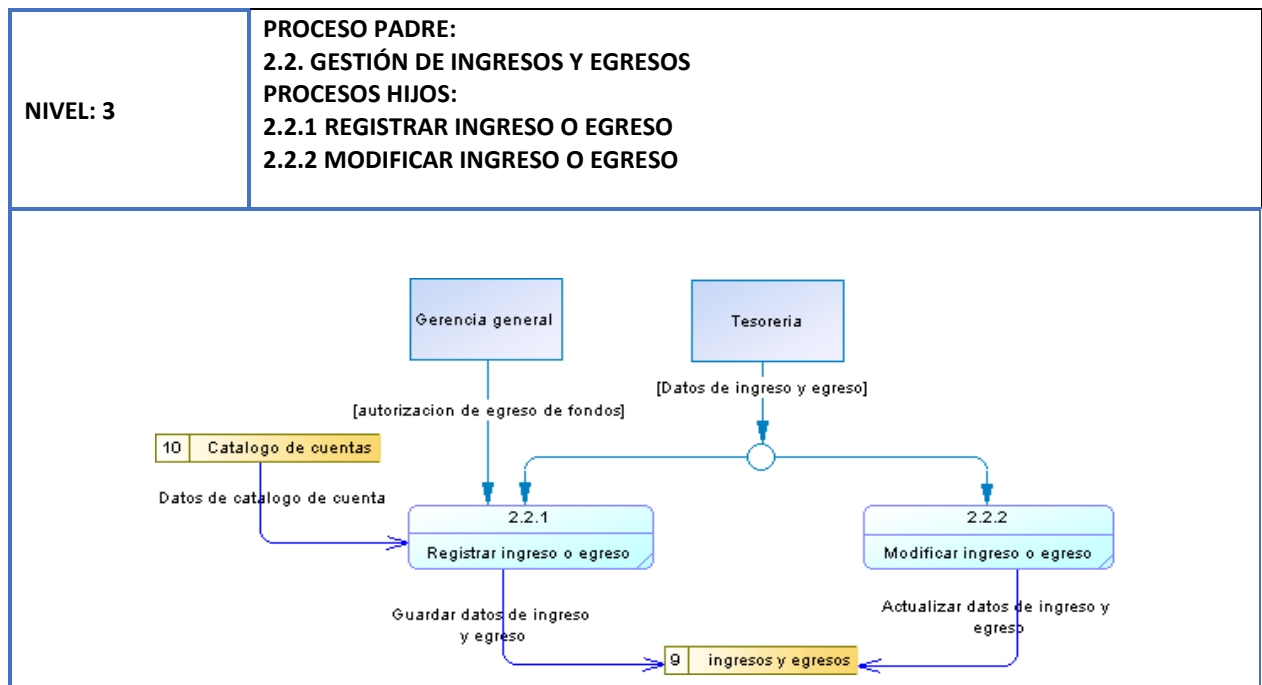 NIVEL: 3
PROCESO PADRE:
2.2. GESTIÓN DE INGRESOS Y EGRESOS
PROCESOS HIJOS:
2.2.1 REGISTRAR INGRESO O EGRESO
2.2.2 MODIFICAR INGRESO O EGRESO
Gerencia general
Tesoreria
[Datos de ingreso y egreso]
[autorizacion de egreso de fondos]
10 Catalogo de cuentas
Datos de catalogo de cuenta
2.2.1
Registrar ingreso o egreso
2.2.2
Modificar ingreso o egreso
Guardar datos de ingreso
y egreso
Actualizar datos de ingreso y
egreso
9 ingresos y egresos